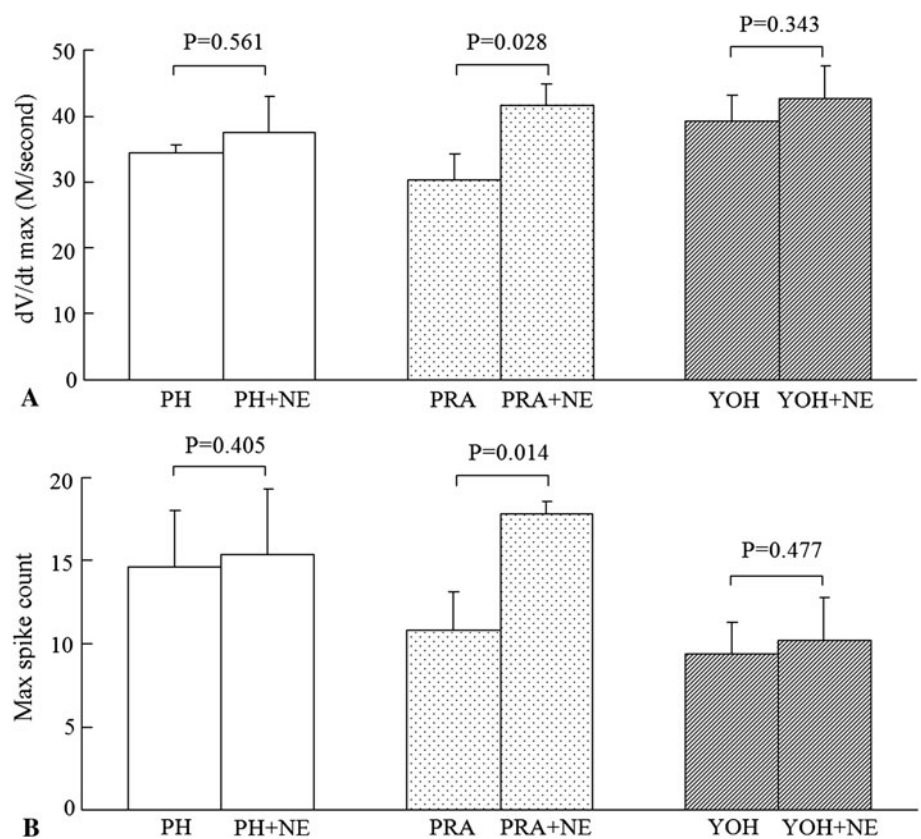 P=0.561 P=0.028 P=0.343
dV/dt max (M/second)
50
40
30
20
10
0
A
PH PH+NE PRA PRA+NE YOH YOH+NE
P=0.405 P=0.014 P=0.477
Max spike count
20
15
10
5
0
B
PH PH+NE PRA PRA+NE YOH YOH+NE